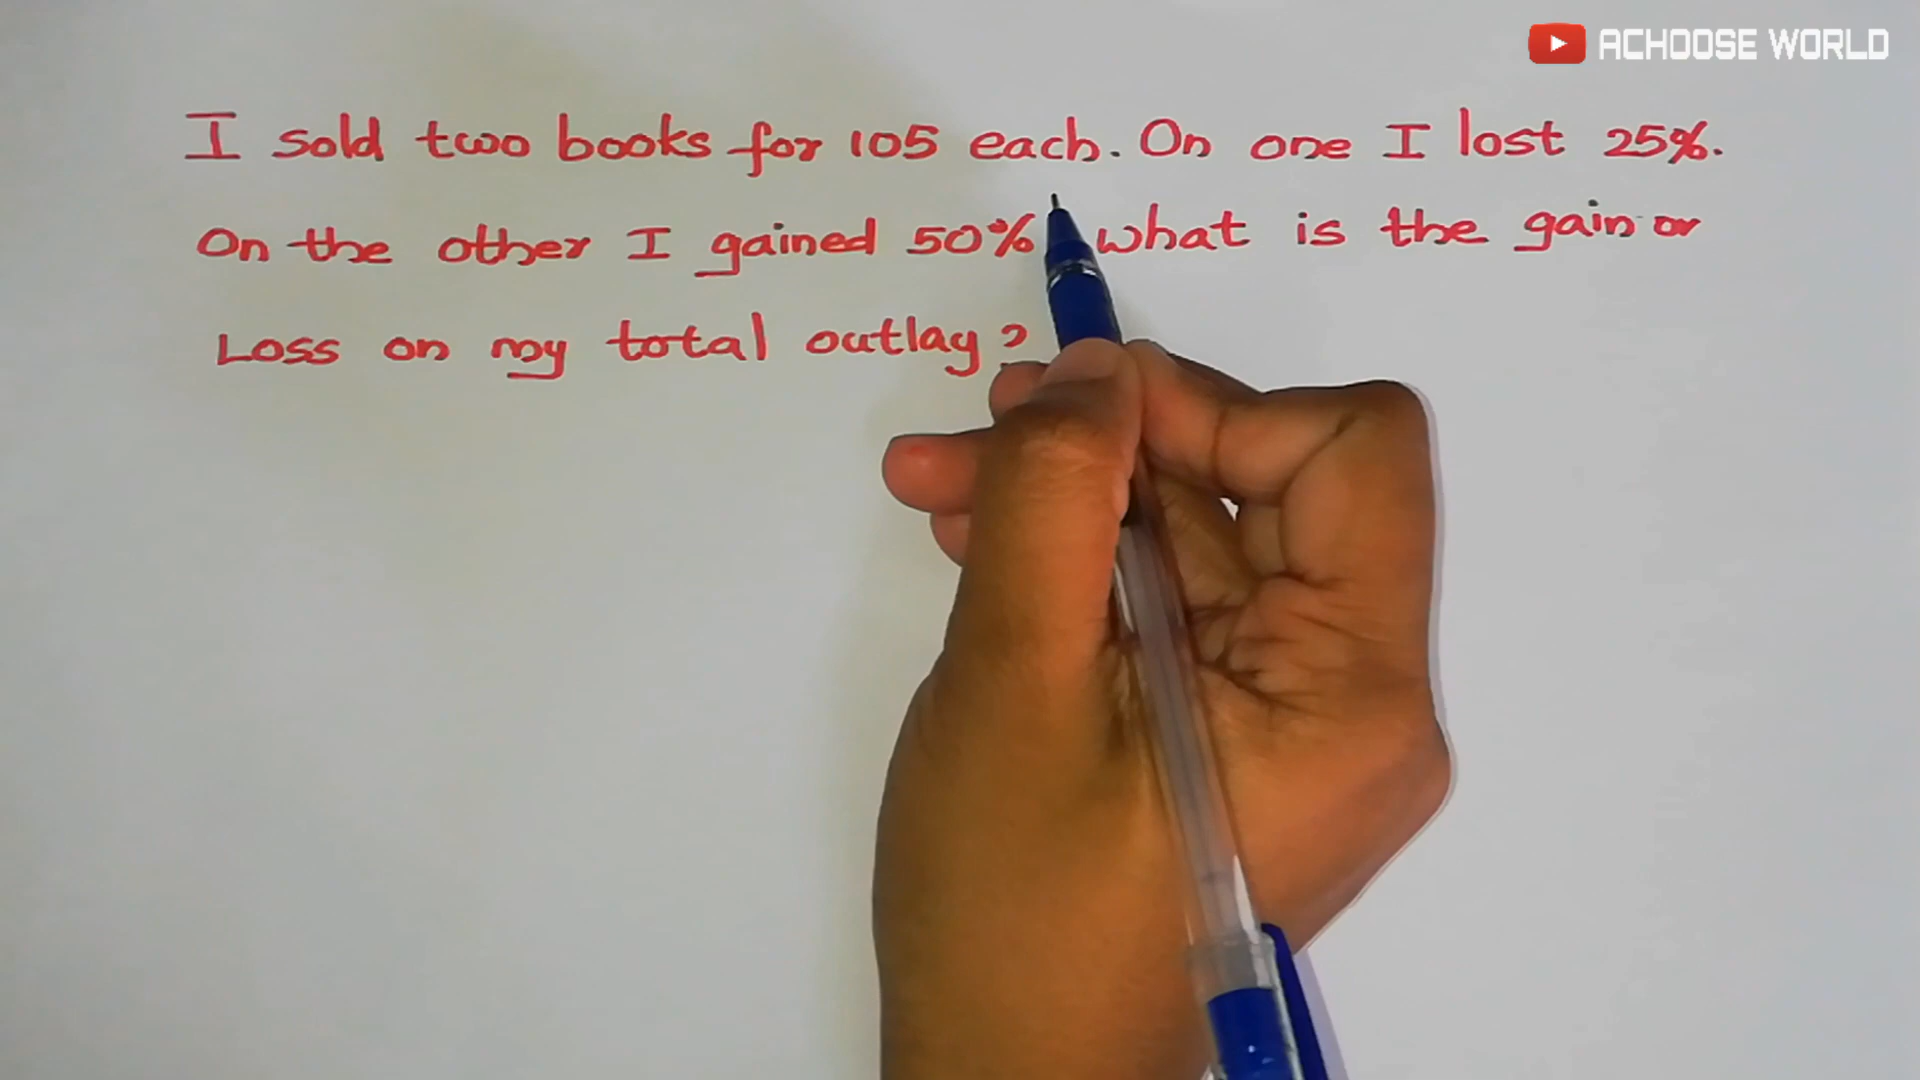 ACHOOSE WORLD
I sold two books for 105 each. On one I lost 25%.
On the other I gained 50% what is the gain or
Loss on my total outlay?